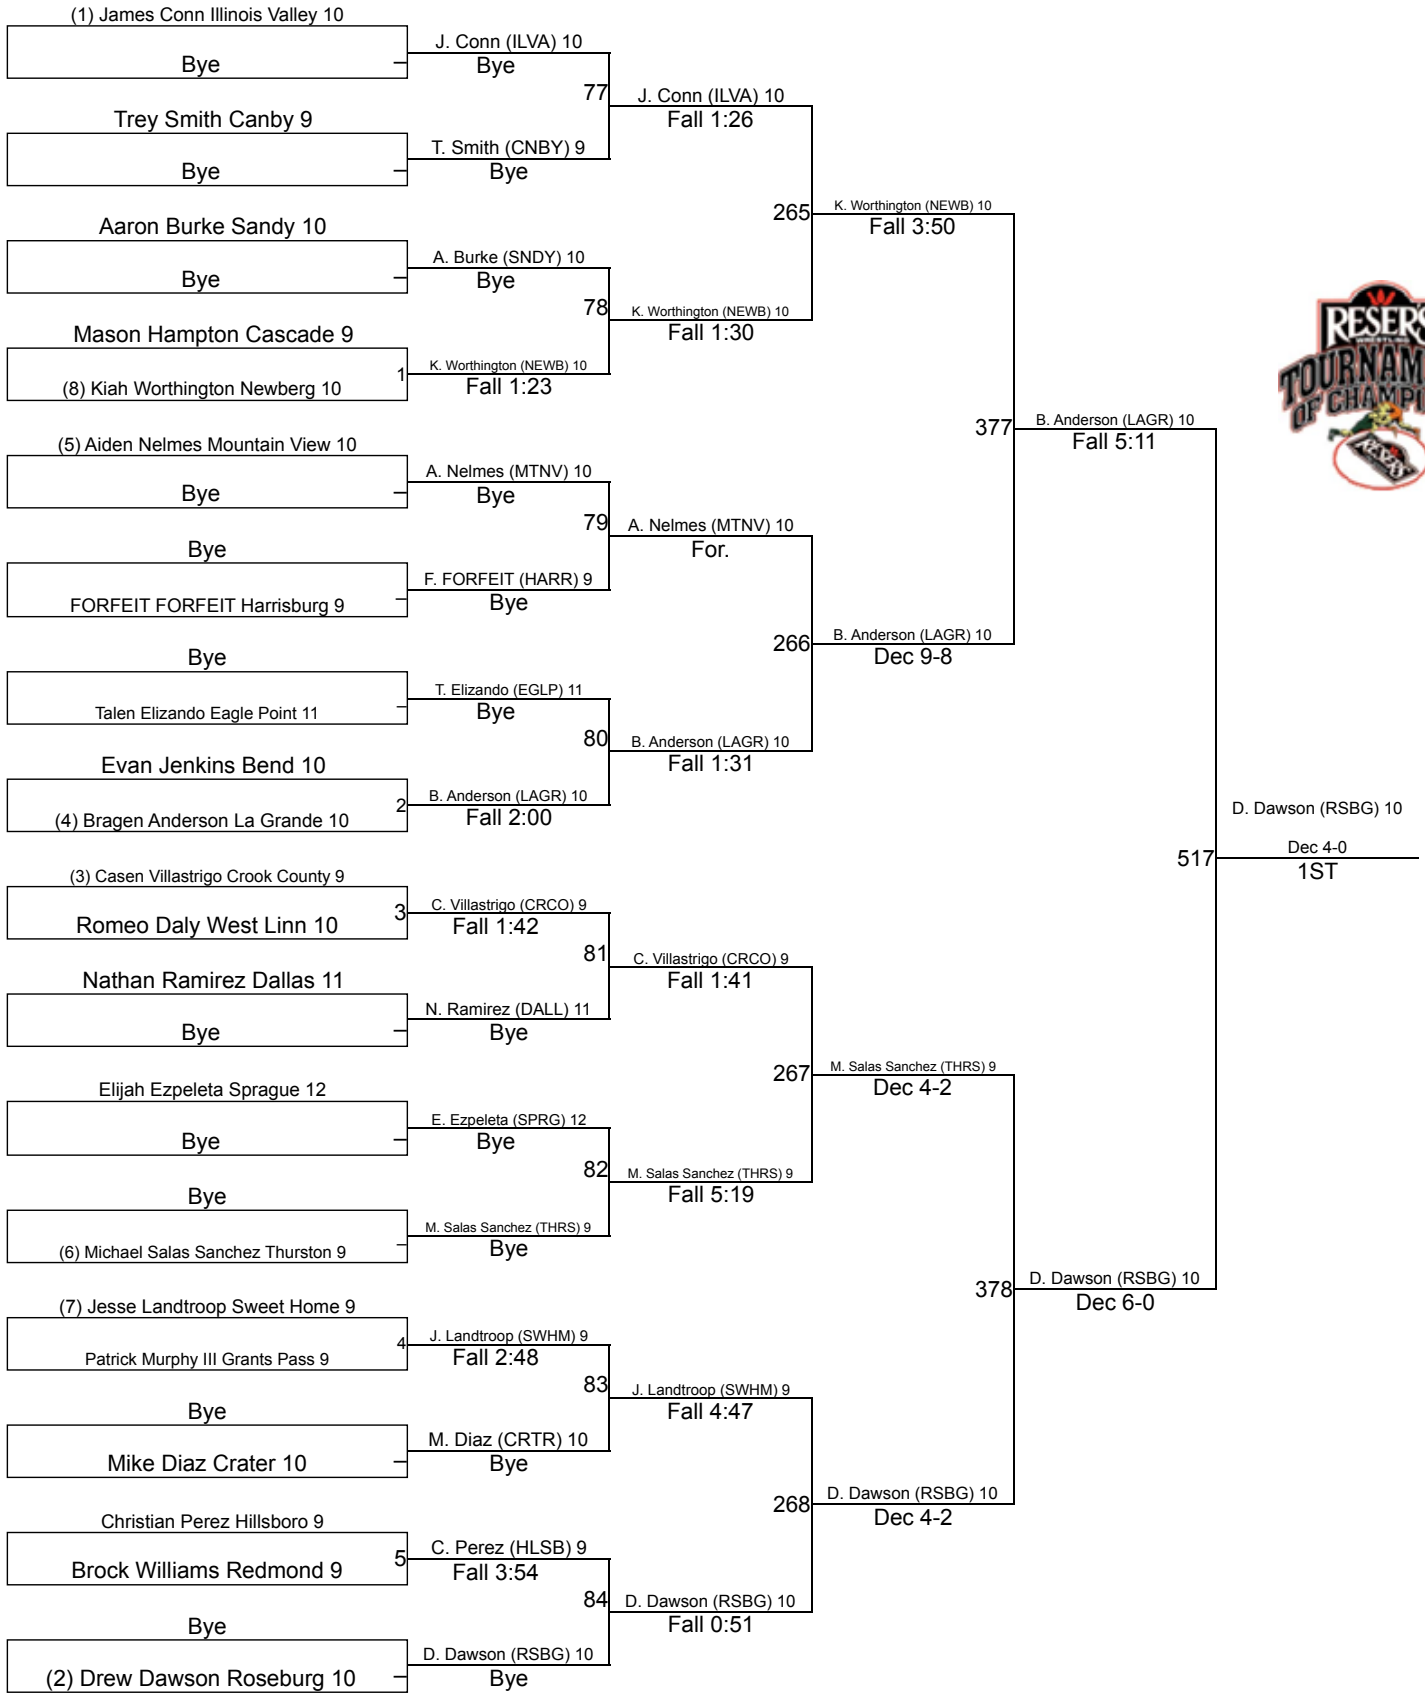 (1) James Conn Illinois Valley 10
J. Conn (ILVA) 10
Bye
Bye
77
J. Conn (ILVA) 10
Fall 1:26
Trey Smith Canby 9
T. Smith (CNBY) 9
Bye
Bye
265
K. Worthington (NEWB) 10
Fall 3:50
Aaron Burke Sandy 10
A. Burke (SNDY) 10
Bye
Bye
78
K. Worthington (NEWB) 10
Fall 1:30
Mason Hampton Cascade 9
K. Worthington (NEWB) 10
1
Fall 1:23
(8) Kiah Worthington Newberg 10
RESER'S
WRESTLING
377
B. Anderson (LAGR) 10
Fall 5:11
OF
(5) Aiden Nelmes Mountain View 10
A. Nelmes (MTNV) 10
Bye
Bye
79
A. Nelmes (MTNV) 10
For.
Bye
F. FORFEIT (HARR) 9
FORFEIT FORFEIT Harrisburg 9
Bye
266
B. Anderson (LAGR) 10
Dec 9-8
Bye
T. Elizando (EGLP) 11
Talen Elizando Eagle Point 11
Bye
80
B. Anderson (LAGR) 10
Fall 1:31
Evan Jenkins Bend 10
B. Anderson (LAGR) 10
2
Fall 2:00
(4) Bragen Anderson La Grande 10
D. Dawson (RSBG) 10
517
Dec 4-0
1ST
(3) Casen Villastrigo Crook County 9
C. Villastrigo (CRCO) 9
3
Romeo Daly West Linn 10
Fall 1:42
81
C. Villastrigo (CRCO) 9
Fall 1:41
Nathan Ramirez Dallas 11
N. Ramirez (DALL) 11
Bye
Bye
267
M. Salas Sanchez (THRS) 9
Dec 4-2
Elijah Ezpeleta Sprague 12
E. Ezpeleta (SPRG) 12
Bye
Bye
82
M. Salas Sanchez (THRS) 9
Fall 5:19
Bye
M. Salas Sanchez (THRS) 9
(6) Michael Salas Sanchez Thurston 9
Bye
378
D. Dawson (RSBG) 10
Dec 6-0
(7) Jesse Landtroop Sweet Home 9
J. Landtroop (SWHM) 9
4
Patrick Murphy III Grants Pass 9
Fall 2:48
83
J. Landtroop (SWHM) 9
Fall 4:47
Bye
M. Diaz (CRTR) 10
Mike Diaz Crater 10
Bye
268
D. Dawson (RSBG) 10
Dec 4-2
Christian Perez Hillsboro 9
C. Perez (HLSB) 9
5
Brock Williams Redmond 9
Fall 3:54
84
D. Dawson (RSBG) 10
Fall 0:51
Bye
D. Dawson (RSBG) 10
(2) Drew Dawson Roseburg 10
Bye